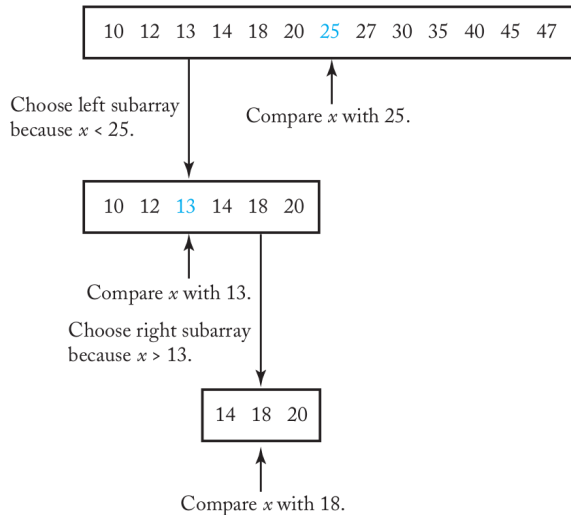 10 12 13 14 18 20 25 27 30 35 40 45 47
Choose left subarray
because x < 25.
Compare x with 25.
10 12 13 14 18 20
Compare x with 13.
Choose right subarray
because x > 13.
14 18 20
Compare x with 18.